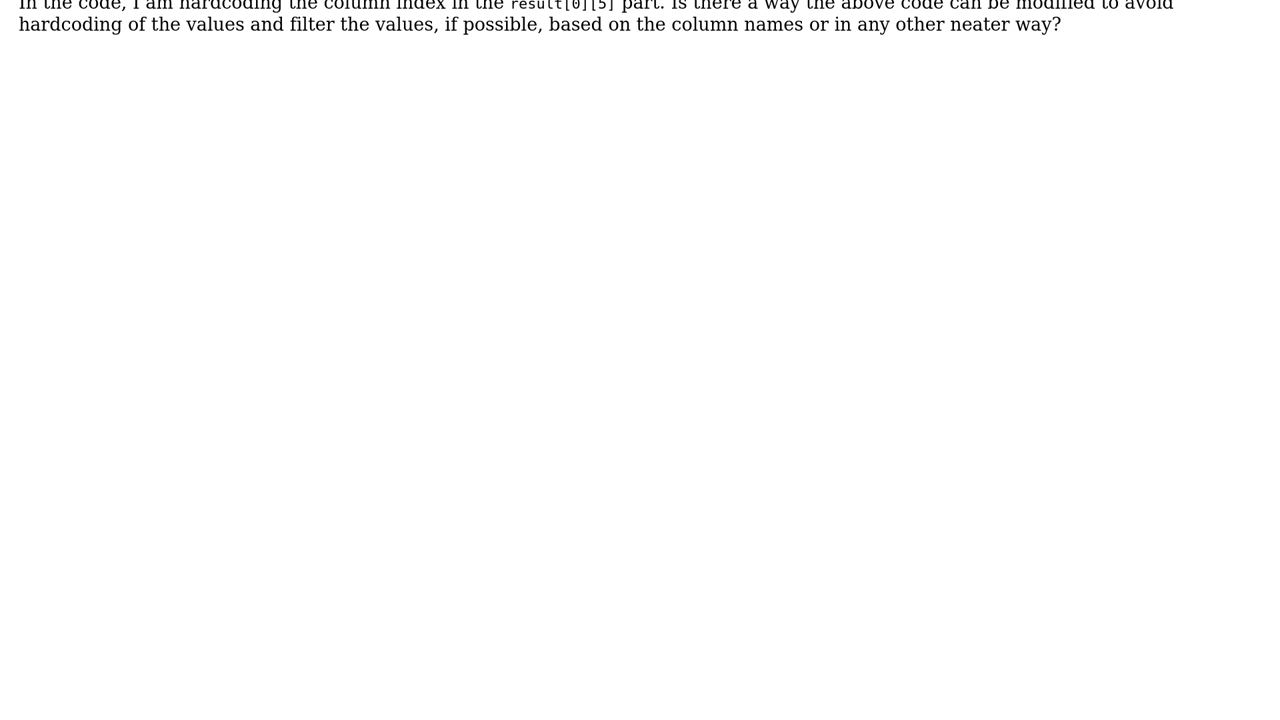 In the code, I am hardcoding the column index in the result[0][5] part. Is there a way the above code can be modified to avoid
hardcoding of the values and filter the values, if possible, based on the column names or in any other neater way?